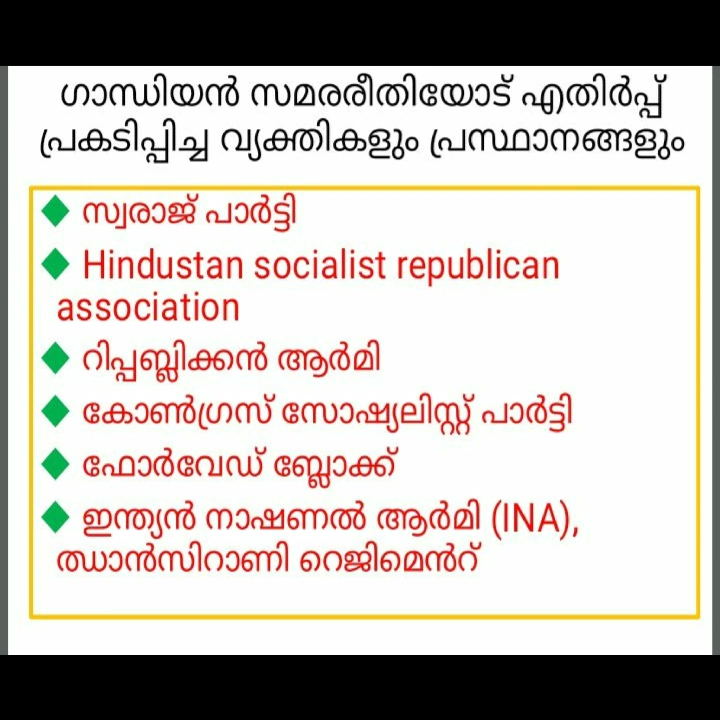 ഗാന്ധിയൻ സമരരീതിയോട് എതിർപ്പ്
പ്രകടിപ്പിച്ച വ്യക്തികളും പ്രസ്ഥാനങ്ങളും
◆ സ്വരാജ് പാർട്ടി
◆ Hindustan socialist republican
association
◆ റിപ്പബ്ലിക്കൻ ആർമി
◆ കോൺഗ്രസ് സോഷ്യലിസ്റ്റ് പാർട്ടി
◆ ഫോർവേഡ് ബ്ലോക്ക്
◆ ഇന്ത്യൻ നാഷണൽ ആർമി (INA),
ഝാൻസിറാണി റെജിമെൻറ്